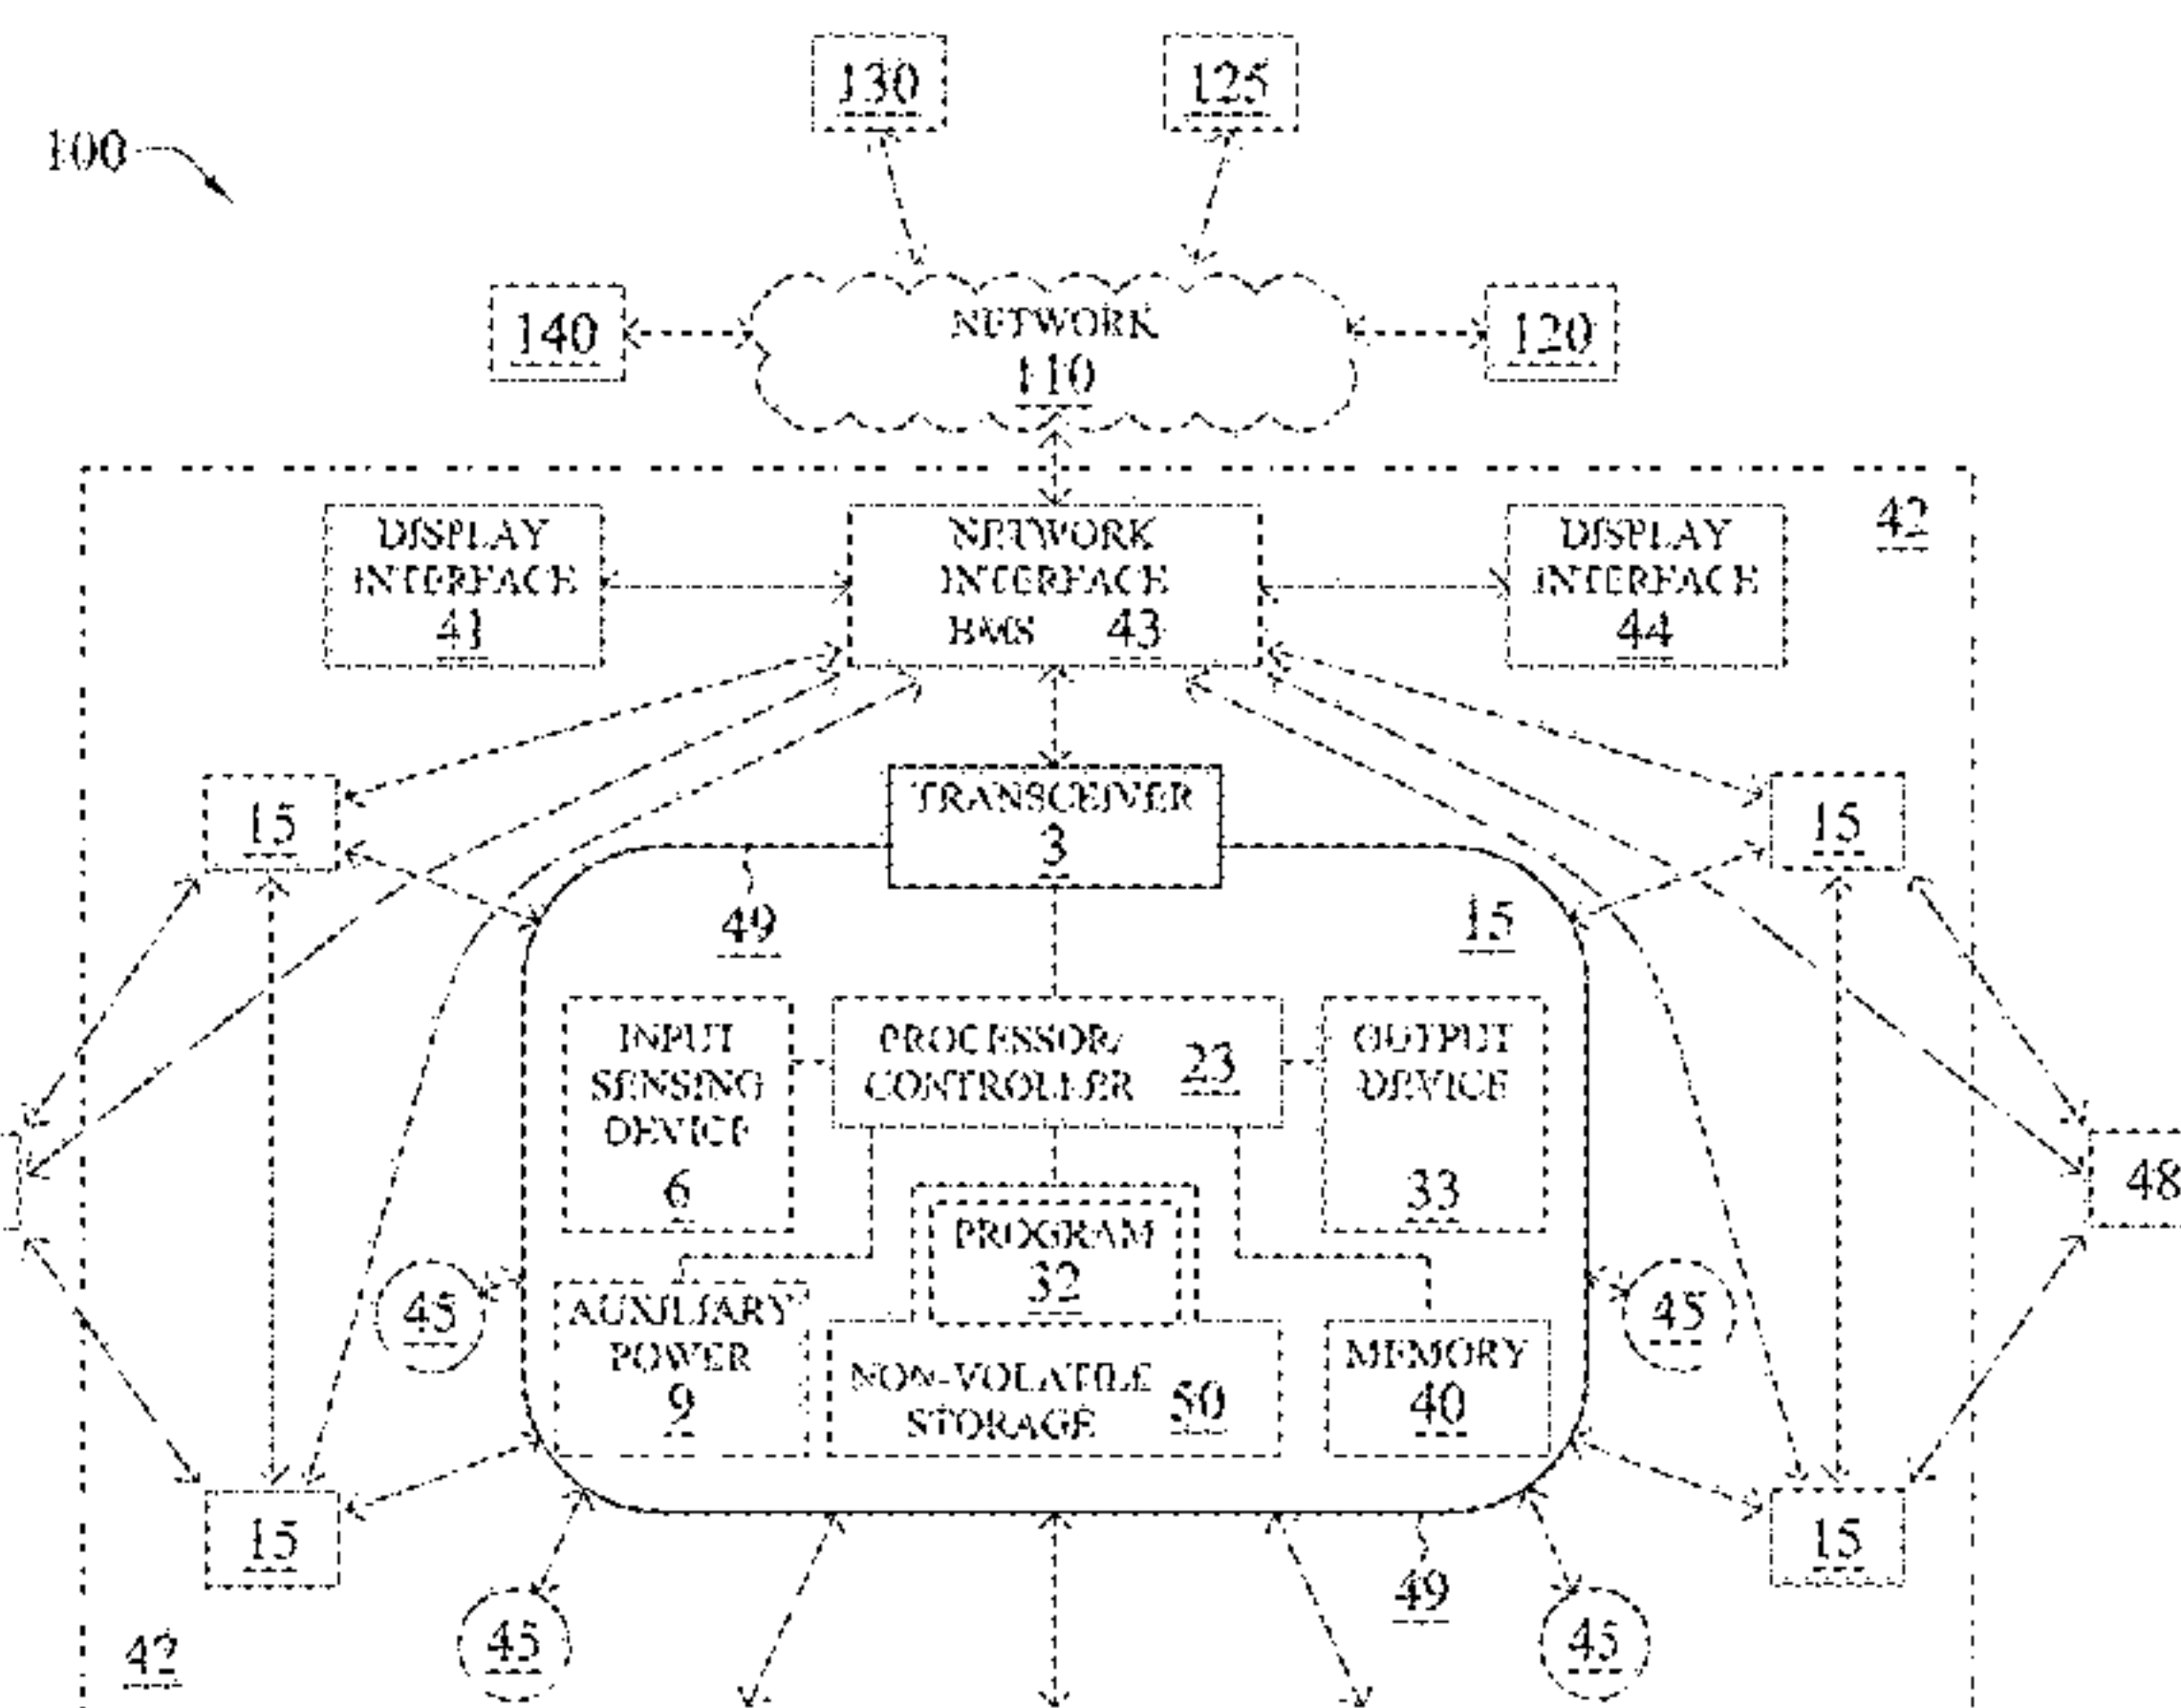 130
125
100
140
NETWORK
110
120
42
DISPLAY
INTERFACE
41
NETWORK
INTERFACE
BMS 43
DISPLAY
INTERFACE
44
TRANSCEIVER
3
15
15
49
15
INPUT
SENSING
DEVICE
6
PROCESSOR/
CONTROLLER 23
OUTPUT
DEVICE
33
48
PROGRAM
32
45
45
AUXILIARY
POWER
9
NON-VOLATILE
STORAGE 50
MEMORY
40
15
15
49
42
45
45